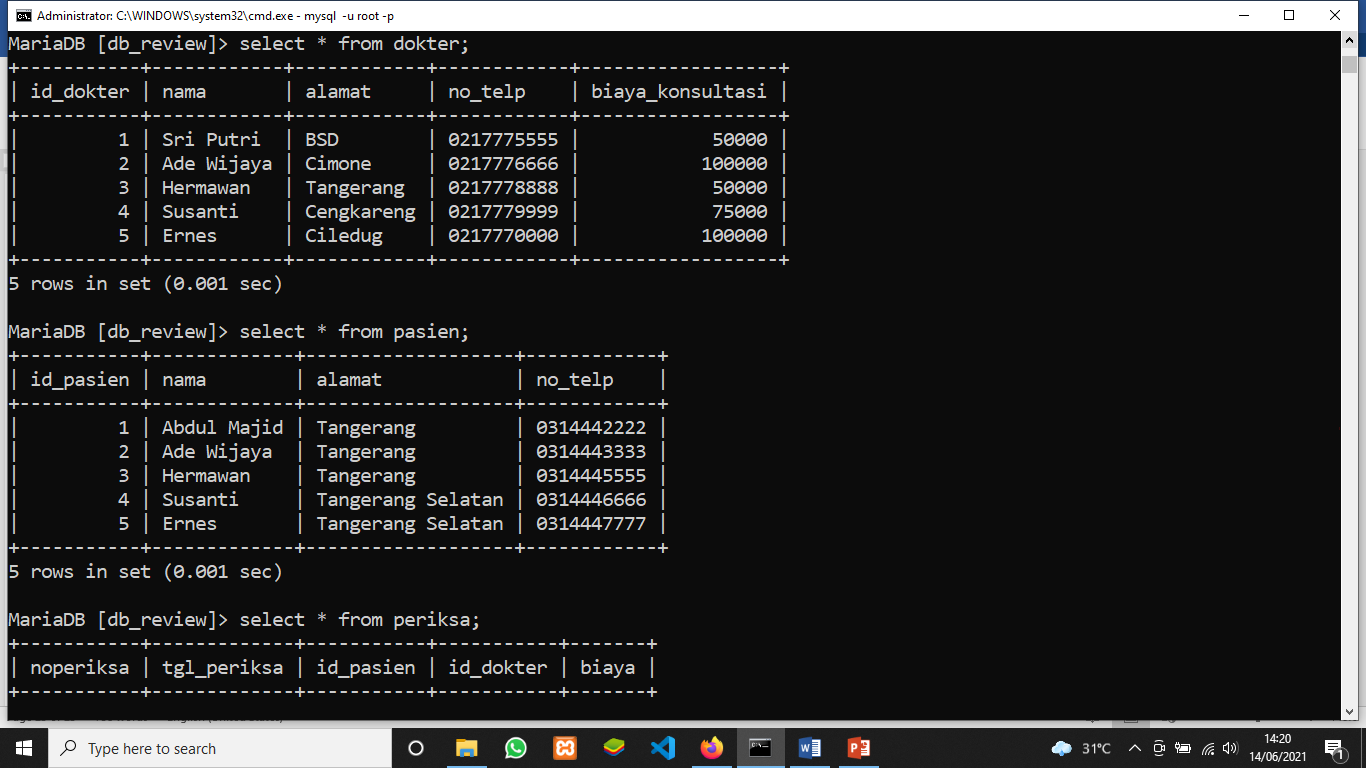 Administrator: C:\WINDOWS\system32\cmd.exe - mysql  -u root -p
MariaDB [db_review]> select * from dokter;
+-----------+------------+------------+------------+------------------+
| id_dokter | nama       | alamat     | no_telp    | biaya_konsultasi |
+-----------+------------+------------+------------+------------------+
|         1 | Sri Putri  | BSD        | 0217775555 |            50000 |
|         2 | Ade Wijaya | Cimone     | 0217776666 |           100000 |
|         3 | Hermawan   | Tangerang  | 0217778888 |            50000 |
|         4 | Susanti    | Cengkareng | 0217779999 |            75000 |
|         5 | Ernes      | Ciledug    | 0217770000 |           100000 |
+-----------+------------+------------+------------+------------------+
5 rows in set (0.001 sec)
MariaDB [db_review]> select * from pasien;
+-----------+-------------+-------------------+------------+
| id_pasien | nama        | alamat            | no_telp    |
+-----------+-------------+-------------------+------------+
|         1 | Abdul Majid | Tangerang         | 0314442222 |
|         2 | Ade Wijaya  | Tangerang         | 0314443333 |
|         3 | Hermawan    | Tangerang         | 0314445555 |
|         4 | Susanti     | Tangerang Selatan | 0314446666 |
|         5 | Ernes       | Tangerang Selatan | 0314447777 |
+-----------+-------------+-------------------+------------+
5 rows in set (0.001 sec)
MariaDB [db_review]> select * from periksa;
+-----------+-------------+-----------+-----------+-------+
| noperiksa | tgl_periksa | id_pasien | id_dokter | biaya |
+-----------+-------------+-----------+-----------+-------+
Type here to search
31°C
14:20
14/06/2021
1